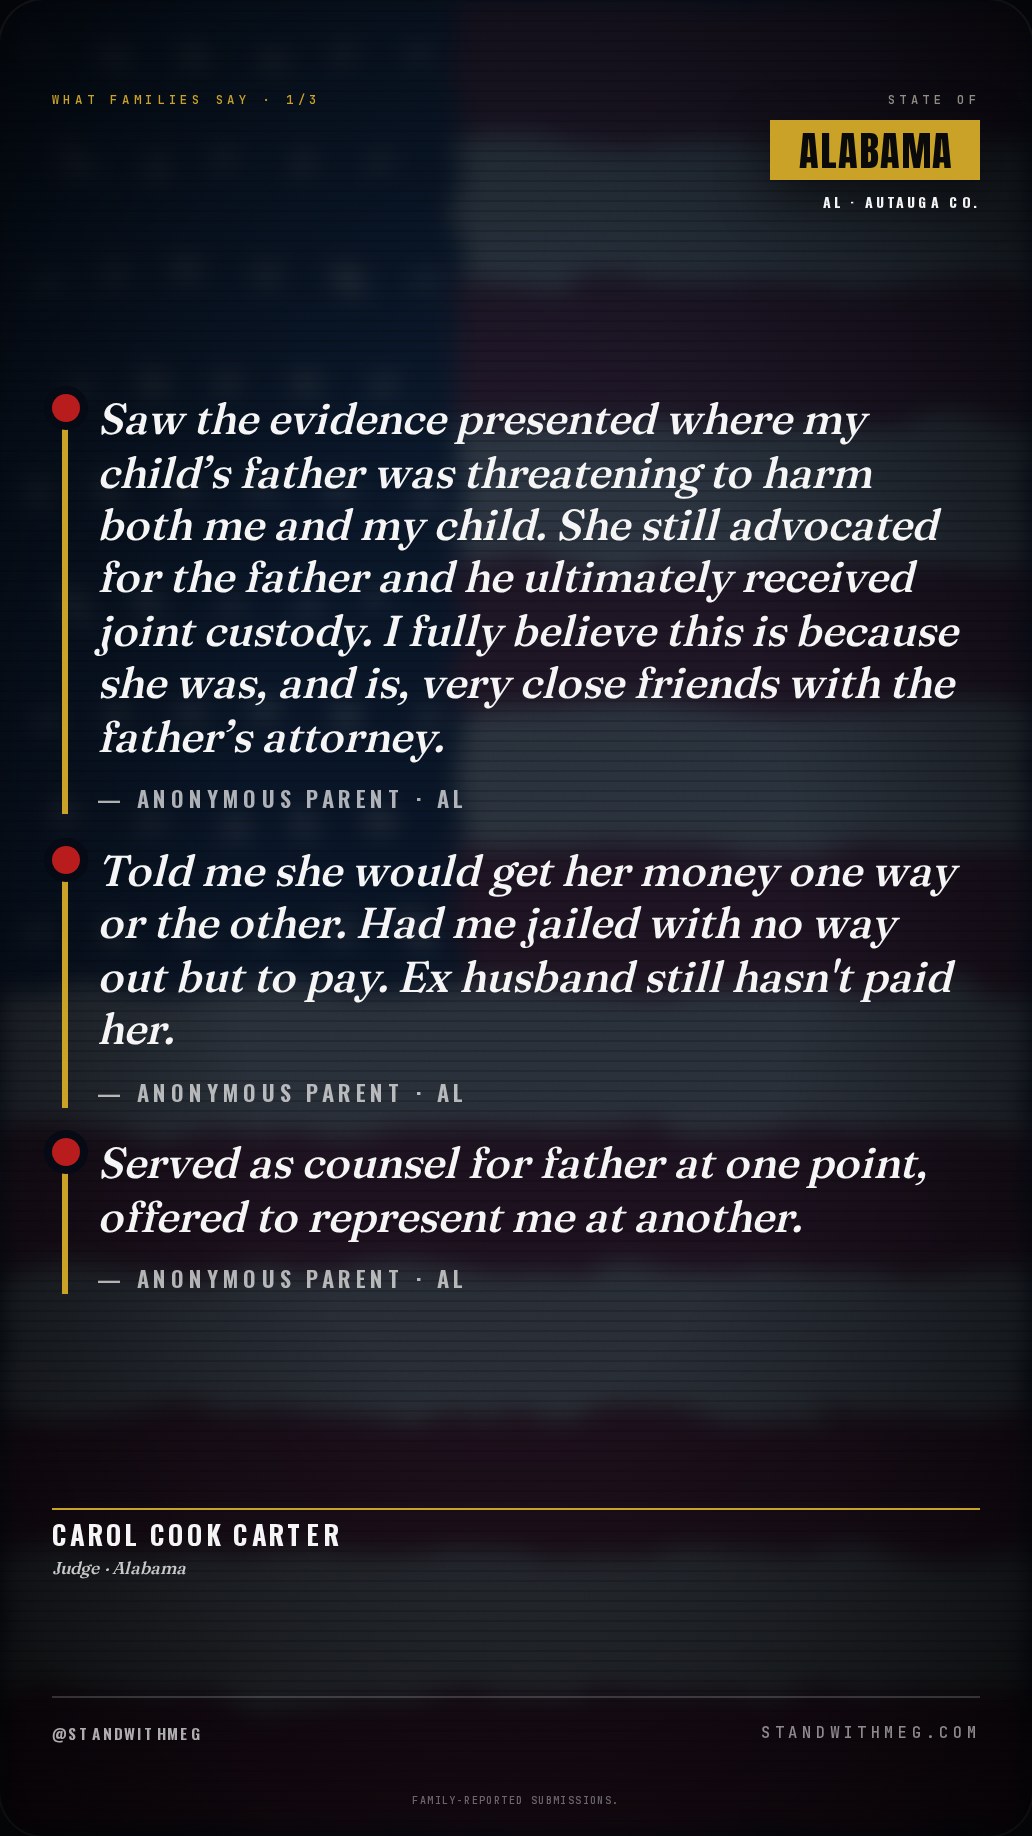 WHAT FAMILIES SAY · 1/3
STATE OF
ALABAMA
AL · AUTAUGA CO.
Saw the evidence presented where my
child’s father was threatening to harm
both me and my child. She still advocated
for the father and he ultimately received
joint custody. I fully believe this is because
she was, and is, very close friends with the
father’s attorney.
— ANONYMOUS PARENT · AL
Told me she would get her money one way
or the other. Had me jailed with no way
out but to pay. Ex husband still hasn't paid
her.
— ANONYMOUS PARENT · AL
Served as counsel for father at one point,
offered to represent me at another.
— ANONYMOUS PARENT · AL
CAROL COOK CARTER
Judge · Alabama
@STANDWITHMEG
STANDWITHMEG.COM
FAMILY-REPORTED SUBMISSIONS.